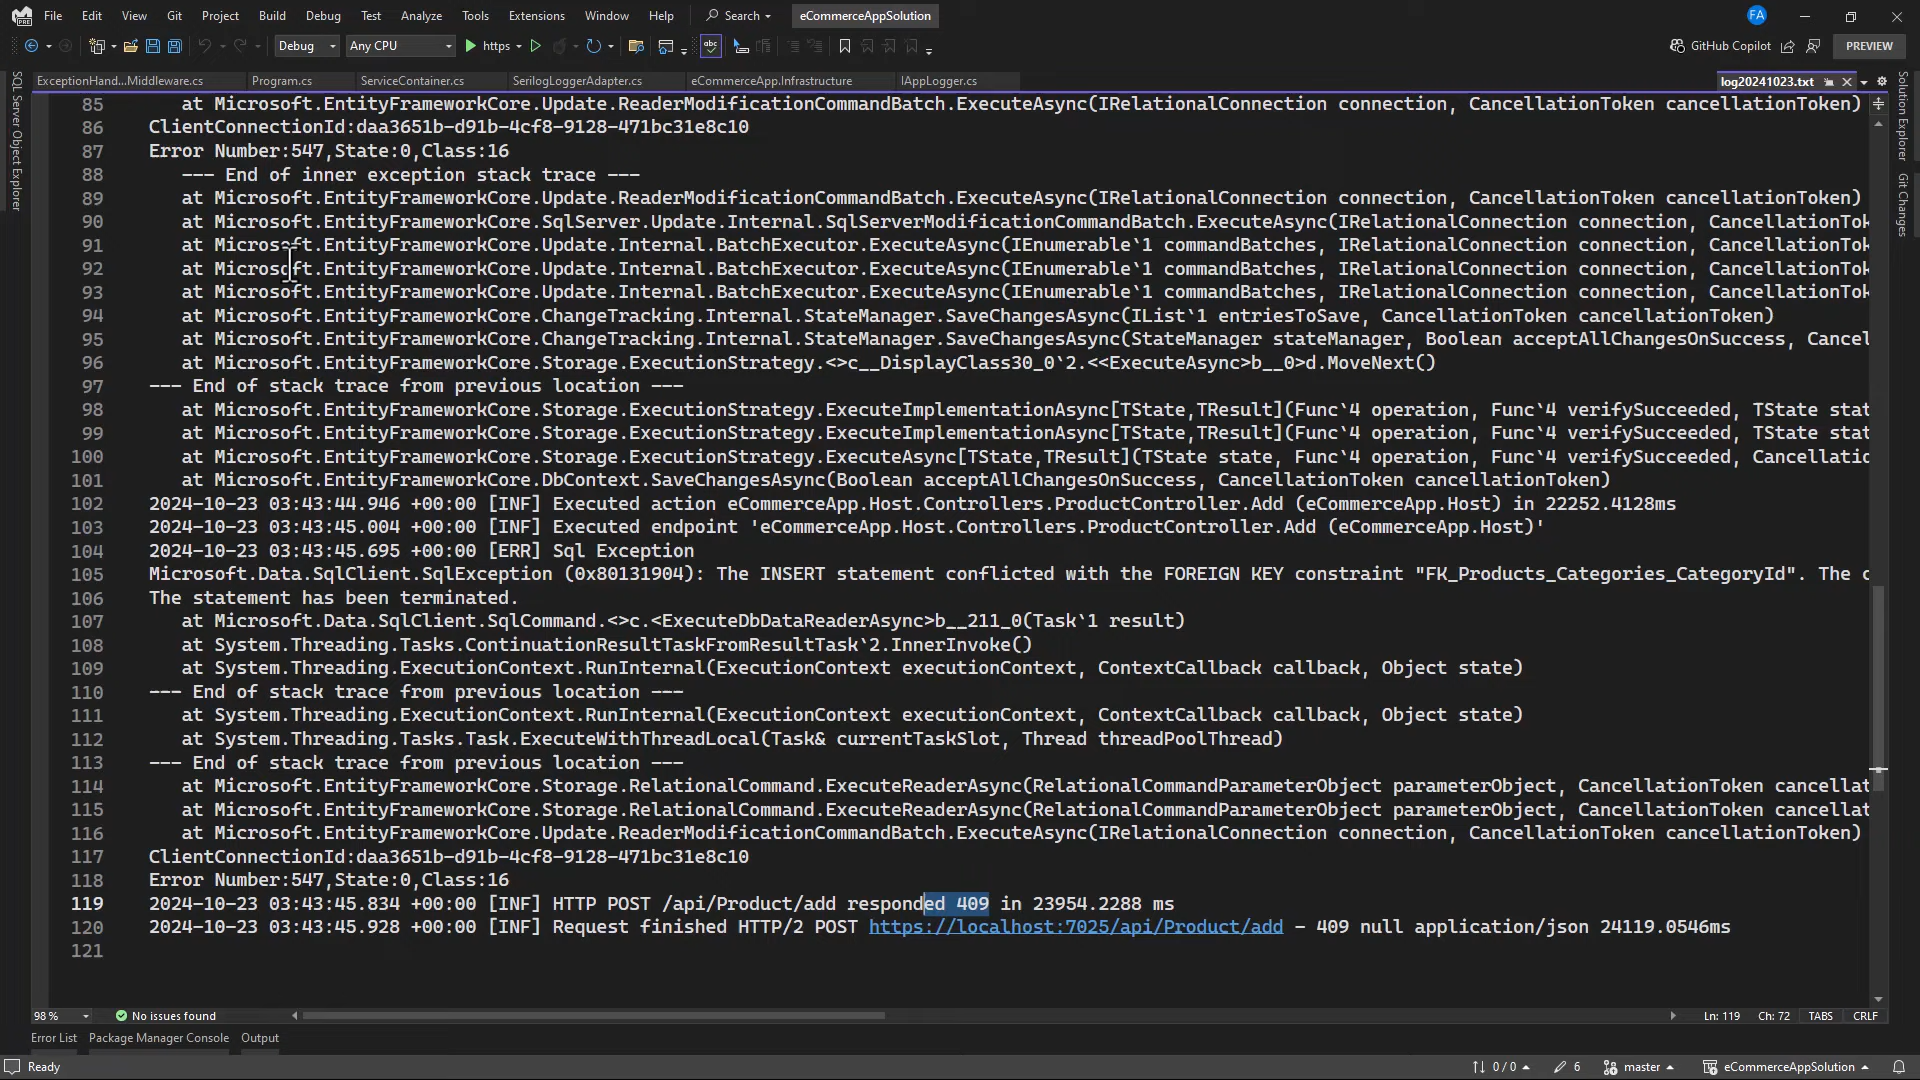 File Edit View Git Project Build Debug Test Analyze Tools Extensions Window Help Search eCommerceAppSolution FA
Debug Any CPU https GitHub Copilot PREVIEW
ExceptionHand...Middleware.cs Program.cs ServiceContainer.cs SerilogLoggerAdapter.cs eCommerceApp.Infrastructure IAppLogger.cs log20241023.txt
SQL Server Object Explorer
Solution Explorer
Git Changes
85 at Microsoft.EntityFrameworkCore.Update.ReaderModificationCommandBatch.ExecuteAsync(IRelationalConnection connection, CancellationToken cancellationToken)
86 ClientConnectionId:daa3651b-d91b-4cf8-9128-471bc31e8c10
87 Error Number:547,State:0,Class:16
88 --- End of inner exception stack trace ---
89 at Microsoft.EntityFrameworkCore.Update.ReaderModificationCommandBatch.ExecuteAsync(IRelationalConnection connection, CancellationToken cancellationToken)
90 at Microsoft.EntityFrameworkCore.SqlServer.Update.Internal.SqlServerModificationCommandBatch.ExecuteAsync(IRelationalConnection connection, CancellationTok
91 at Microsoft.EntityFrameworkCore.Update.Internal.BatchExecutor.ExecuteAsync(IEnumerable`1 commandBatches, IRelationalConnection connection, CancellationTok
92 at Microsoft.EntityFrameworkCore.Update.Internal.BatchExecutor.ExecuteAsync(IEnumerable`1 commandBatches, IRelationalConnection connection, CancellationTok
93 at Microsoft.EntityFrameworkCore.Update.Internal.BatchExecutor.ExecuteAsync(IEnumerable`1 commandBatches, IRelationalConnection connection, CancellationTok
94 at Microsoft.EntityFrameworkCore.ChangeTracking.Internal.StateManager.SaveChangesAsync(IList`1 entriesToSave, CancellationToken cancellationToken)
95 at Microsoft.EntityFrameworkCore.ChangeTracking.Internal.StateManager.SaveChangesAsync(StateManager stateManager, Boolean acceptAllChangesOnSuccess, Cancel
96 at Microsoft.EntityFrameworkCore.Storage.ExecutionStrategy.<>c__DisplayClass30_0`2.<<ExecuteAsync>b__0>d.MoveNext()
97 --- End of stack trace from previous location ---
98 at Microsoft.EntityFrameworkCore.Storage.ExecutionStrategy.ExecuteImplementationAsync[TState,TResult](Func`4 operation, Func`4 verifySucceeded, TState stat
99 at Microsoft.EntityFrameworkCore.Storage.ExecutionStrategy.ExecuteImplementationAsync[TState,TResult](Func`4 operation, Func`4 verifySucceeded, TState stat
100 at Microsoft.EntityFrameworkCore.Storage.ExecutionStrategy.ExecuteAsync[TState,TResult](TState state, Func`4 operation, Func`4 verifySucceeded, Cancellatio
101 at Microsoft.EntityFrameworkCore.DbContext.SaveChangesAsync(Boolean acceptAllChangesOnSuccess, CancellationToken cancellationToken)
102 2024-10-23 03:43:44.946 +00:00 [INF] Executed action eCommerceApp.Host.Controllers.ProductController.Add (eCommerceApp.Host) in 22252.4128ms
103 2024-10-23 03:43:45.004 +00:00 [INF] Executed endpoint 'eCommerceApp.Host.Controllers.ProductController.Add (eCommerceApp.Host)'
104 2024-10-23 03:43:45.695 +00:00 [ERR] Sql Exception
105 Microsoft.Data.SqlClient.SqlException (0x80131904): The INSERT statement conflicted with the FOREIGN KEY constraint "FK_Products_Categories_CategoryId". The c
106 The statement has been terminated.
107 at Microsoft.Data.SqlClient.SqlCommand.<>c.<ExecuteDbDataReaderAsync>b__211_0(Task`1 result)
108 at System.Threading.Tasks.ContinuationResultTaskFromResultTask`2.InnerInvoke()
109 at System.Threading.ExecutionContext.RunInternal(ExecutionContext executionContext, ContextCallback callback, Object state)
110 --- End of stack trace from previous location ---
111 at System.Threading.ExecutionContext.RunInternal(ExecutionContext executionContext, ContextCallback callback, Object state)
112 at System.Threading.Tasks.Task.ExecuteWithThreadLocal(Task& currentTaskSlot, Thread threadPoolThread)
113 --- End of stack trace from previous location ---
114 at Microsoft.EntityFrameworkCore.Storage.RelationalCommand.ExecuteReaderAsync(RelationalCommandParameterObject parameterObject, CancellationToken cancellat
115 at Microsoft.EntityFrameworkCore.Storage.RelationalCommand.ExecuteReaderAsync(RelationalCommandParameterObject parameterObject, CancellationToken cancellat
116 at Microsoft.EntityFrameworkCore.Update.ReaderModificationCommandBatch.ExecuteAsync(IRelationalConnection connection, CancellationToken cancellationToken)
117 ClientConnectionId:daa3651b-d91b-4cf8-9128-471bc31e8c10
118 Error Number:547,State:0,Class:16
119 2024-10-23 03:43:45.834 +00:00 [INF] HTTP POST /api/Product/add responded 409 in 23954.2288 ms
120 2024-10-23 03:43:45.928 +00:00 [INF] Request finished HTTP/2 POST https://localhost:7025/api/Product/add - 409 null application/json 24119.0546ms
121
98 % No issues found Ln: 119 Ch: 72 TABS CRLF
Error List Package Manager Console Output
Ready 0 / 0 6 master eCommerceAppSolution